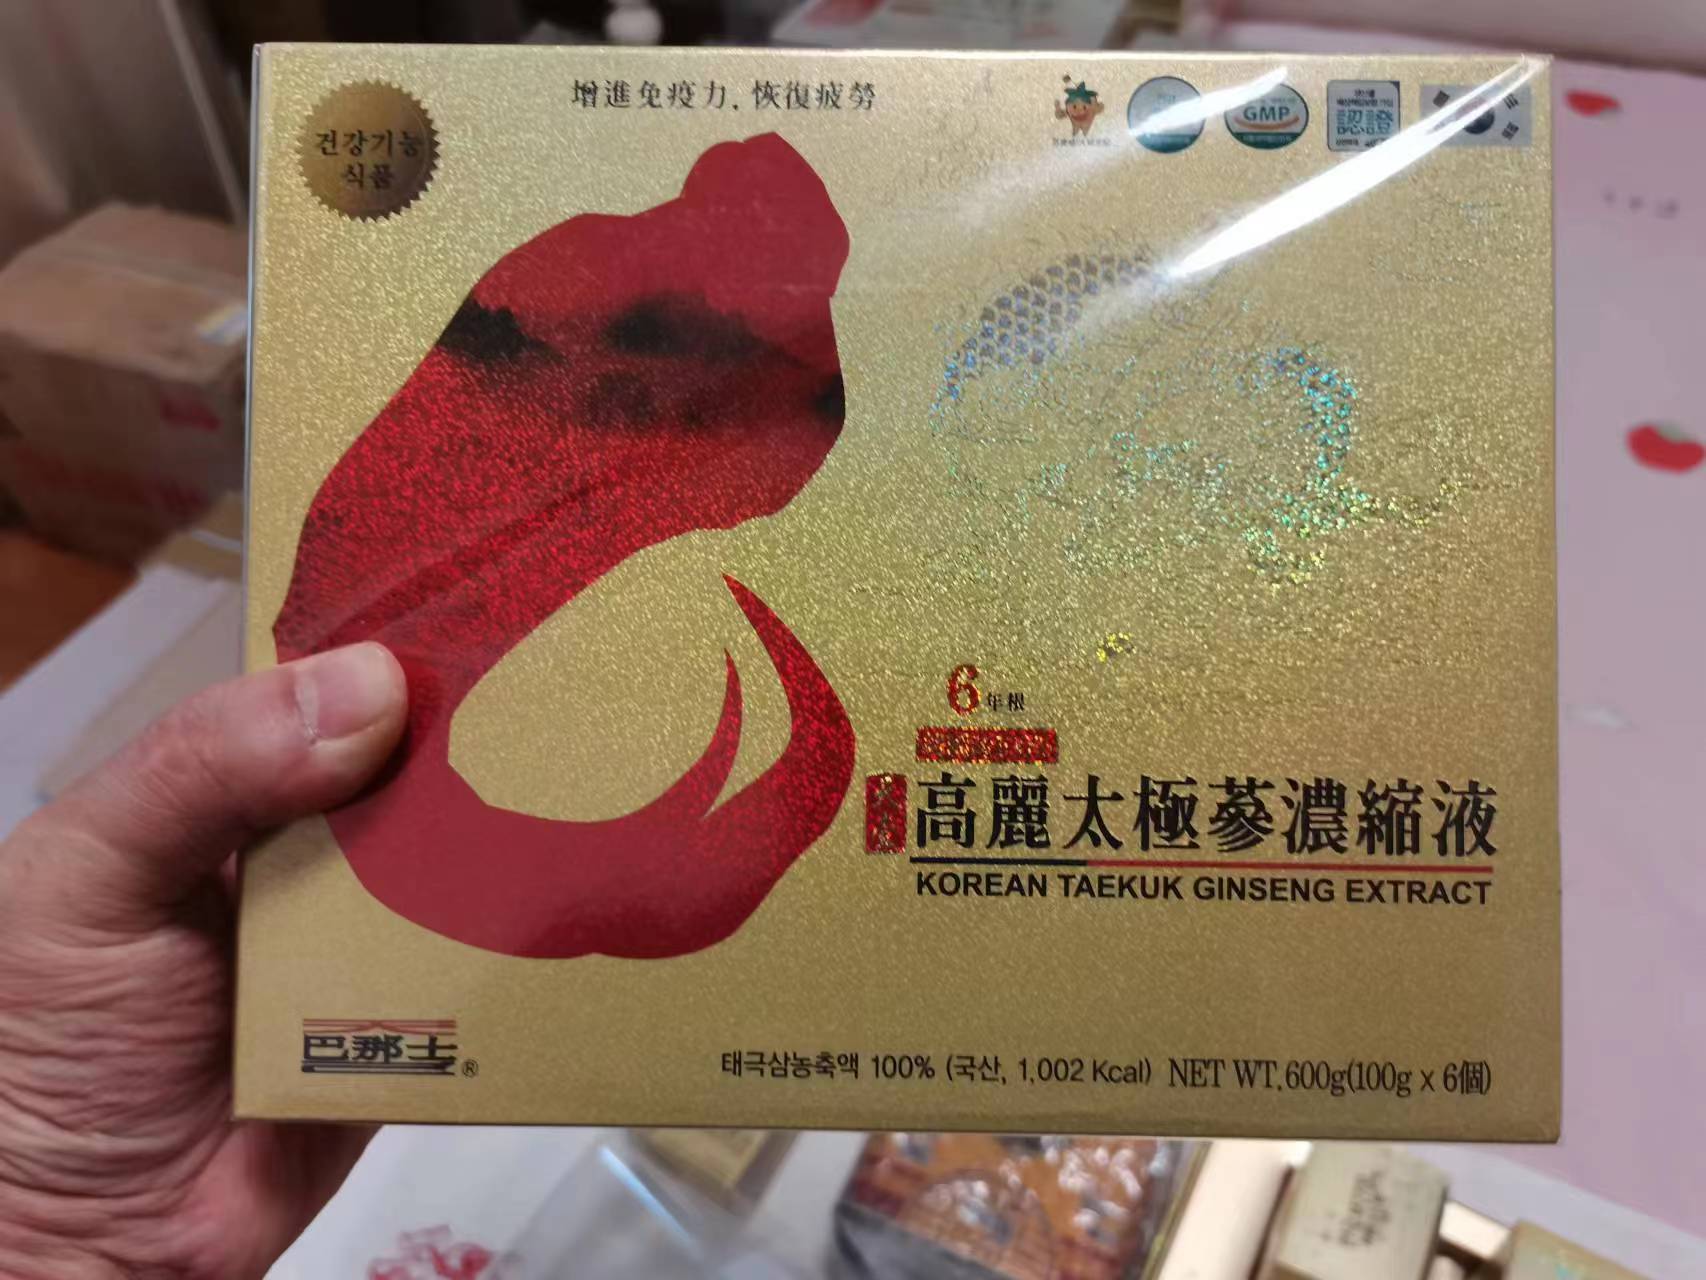 增進免疫力, 恢復疲勞
건강기능
식품
GMP
認證
6年根
高麗太極蔘濃縮液
KOREAN TAEKUK GINSENG EXTRACT
巴那士®
태극삼농축액 100% (국산, 1,002 Kcal) NET WT.600g(100g x 6個)